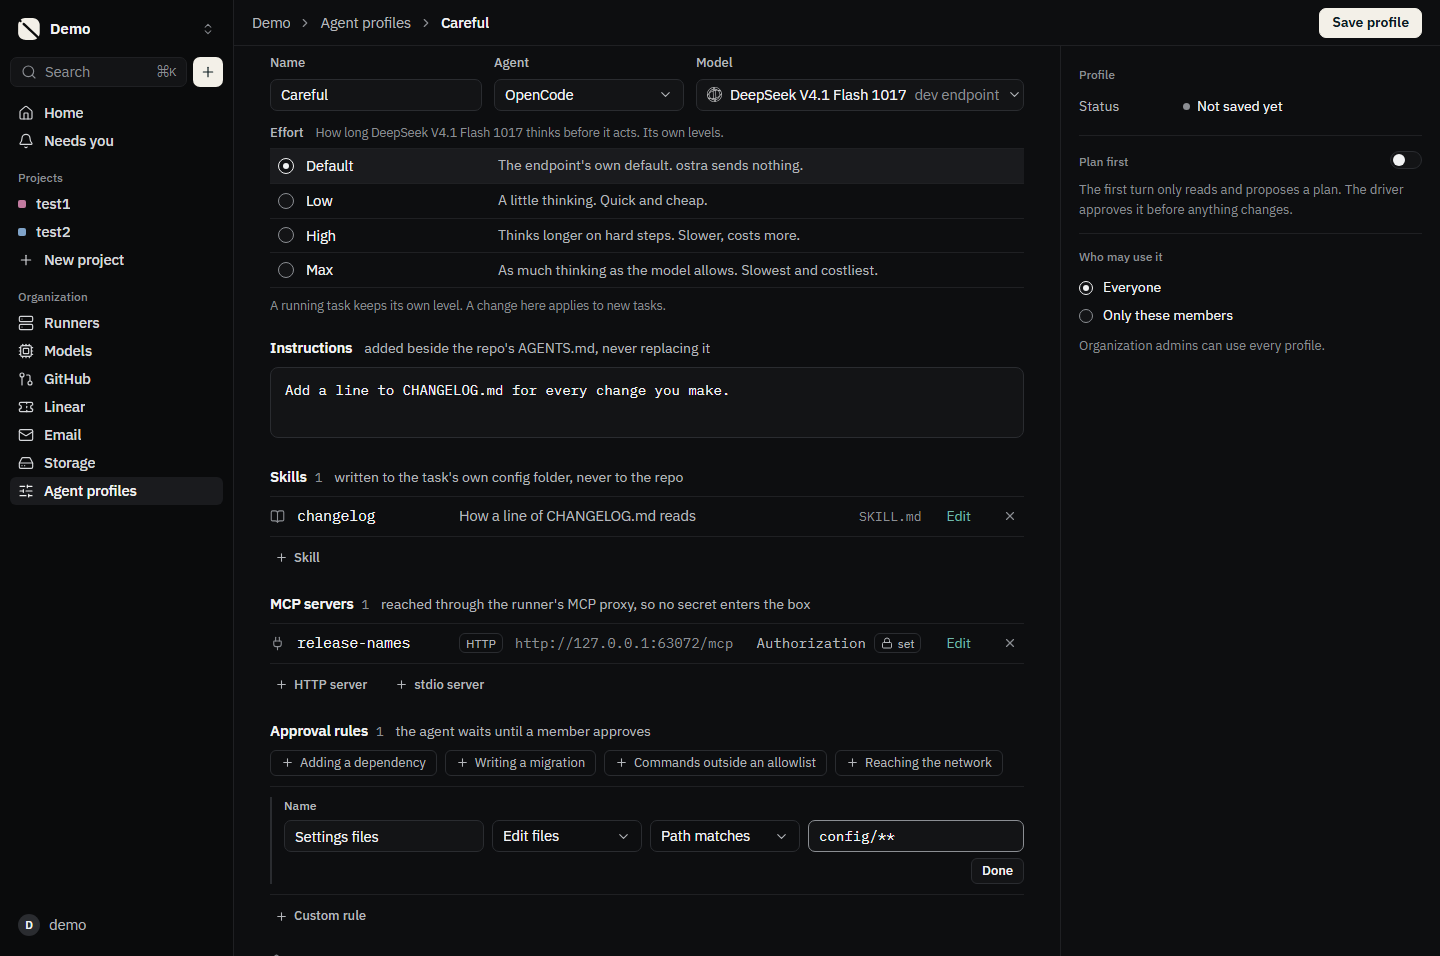 Demo
Search ⌘K
Home
Needs you
Projects
test1
test2
New project
Organization
Runners
Models
GitHub
Linear
Email
Storage
Agent profiles
D demo
Demo > Agent profiles > Careful
Save profile
Name Agent Model
Careful OpenCode DeepSeek V4.1 Flash 1017 dev endpoint
Effort How long DeepSeek V4.1 Flash 1017 thinks before it acts. Its own levels.
Default The endpoint's own default. ostra sends nothing.
Low A little thinking. Quick and cheap.
High Thinks longer on hard steps. Slower, costs more.
Max As much thinking as the model allows. Slowest and costliest.
A running task keeps its own level. A change here applies to new tasks.
Instructions added beside the repo's AGENTS.md, never replacing it
Add a line to CHANGELOG.md for every change you make.
Skills 1 written to the task's own config folder, never to the repo
changelog How a line of CHANGELOG.md reads SKILL.md Edit ×
+ Skill
MCP servers 1 reached through the runner's MCP proxy, so no secret enters the box
release-names HTTP http://127.0.0.1:63072/mcp Authorization set Edit ×
+ HTTP server + stdio server
Approval rules 1 the agent waits until a member approves
+ Adding a dependency + Writing a migration + Commands outside an allowlist + Reaching the network
Name
Settings files Edit files Path matches config/**
Done
+ Custom rule
Profile
Status Not saved yet
Plan first
The first turn only reads and proposes a plan. The driver
approves it before anything changes.
Who may use it
Everyone
Only these members
Organization admins can use every profile.